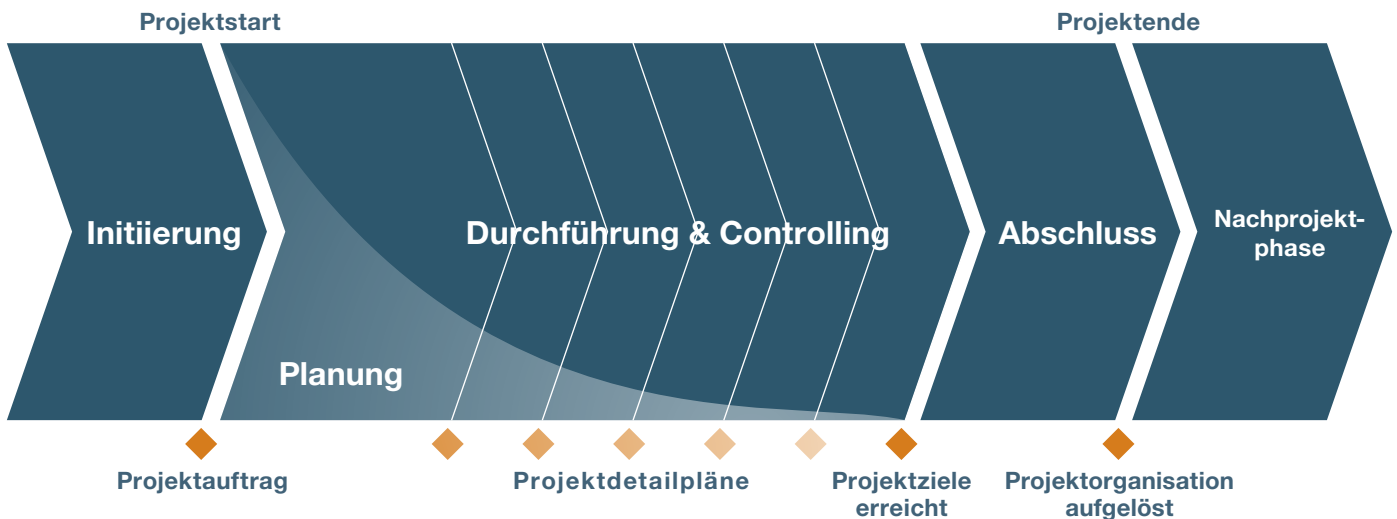 Projektstart
Projektende
Initiierung
Durchführung & Controlling
Abschluss
Nachprojekt-
phase
Planung
Projektauftrag
Projektdetailpläne
Projektziele
erreicht
Projektorganisation
aufgelöst